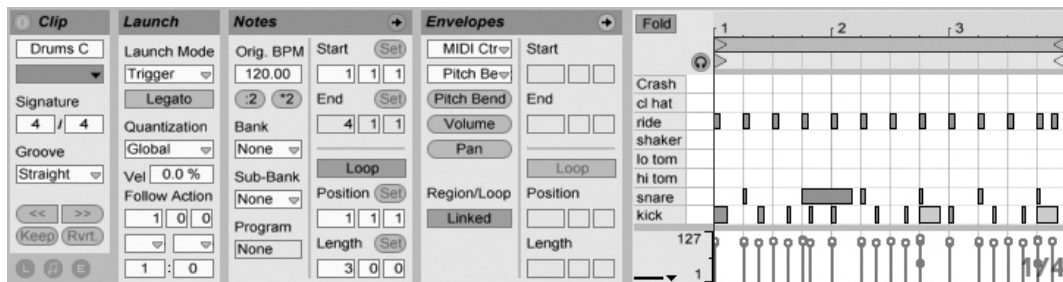 Clip
Drums C
Signature
4 / 4
Groove
Straight
<< >>
Keep Rvrt.
L E
Launch
Launch Mode
Trigger
Legato
Quantization
Global
Vel 0.0 %
Follow Action
1 0 0
1 : 0
Notes
Orig. BPM
120.00
:2 *2
Bank
None
Sub-Bank
None
Program
None
Start Set
1 1 1
End Set
4 1 1
Loop
Position Set
1 1 1
Length Set
3 0 0
Envelopes
MIDI Ctr
Pitch Be
Pitch Bend
Volume
Pan
Region/Loop
Linked
Start
End
Loop
Position
Length
Fold
1 2 3
Crash
cl hat
ride
shaker
lo tom
hi tom
snare
kick
127
1
1/4